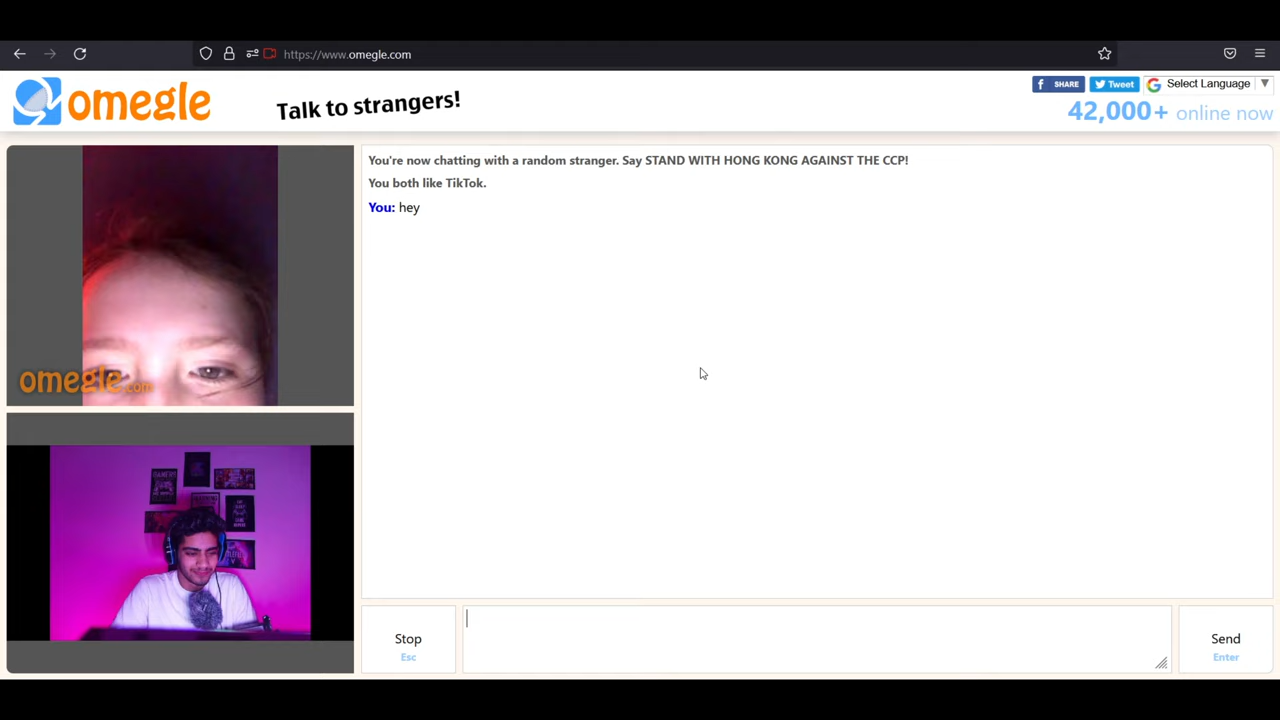 https://www.omegle.com
omegle
Talk to strangers!
f SHARE
Tweet
G Select Language ▼
42,000+ online now
You're now chatting with a random stranger. Say STAND WITH HONG KONG AGAINST THE CCP!
You both like TikTok.
You: hey
omegle.com
Stop
Esc
Send
Enter